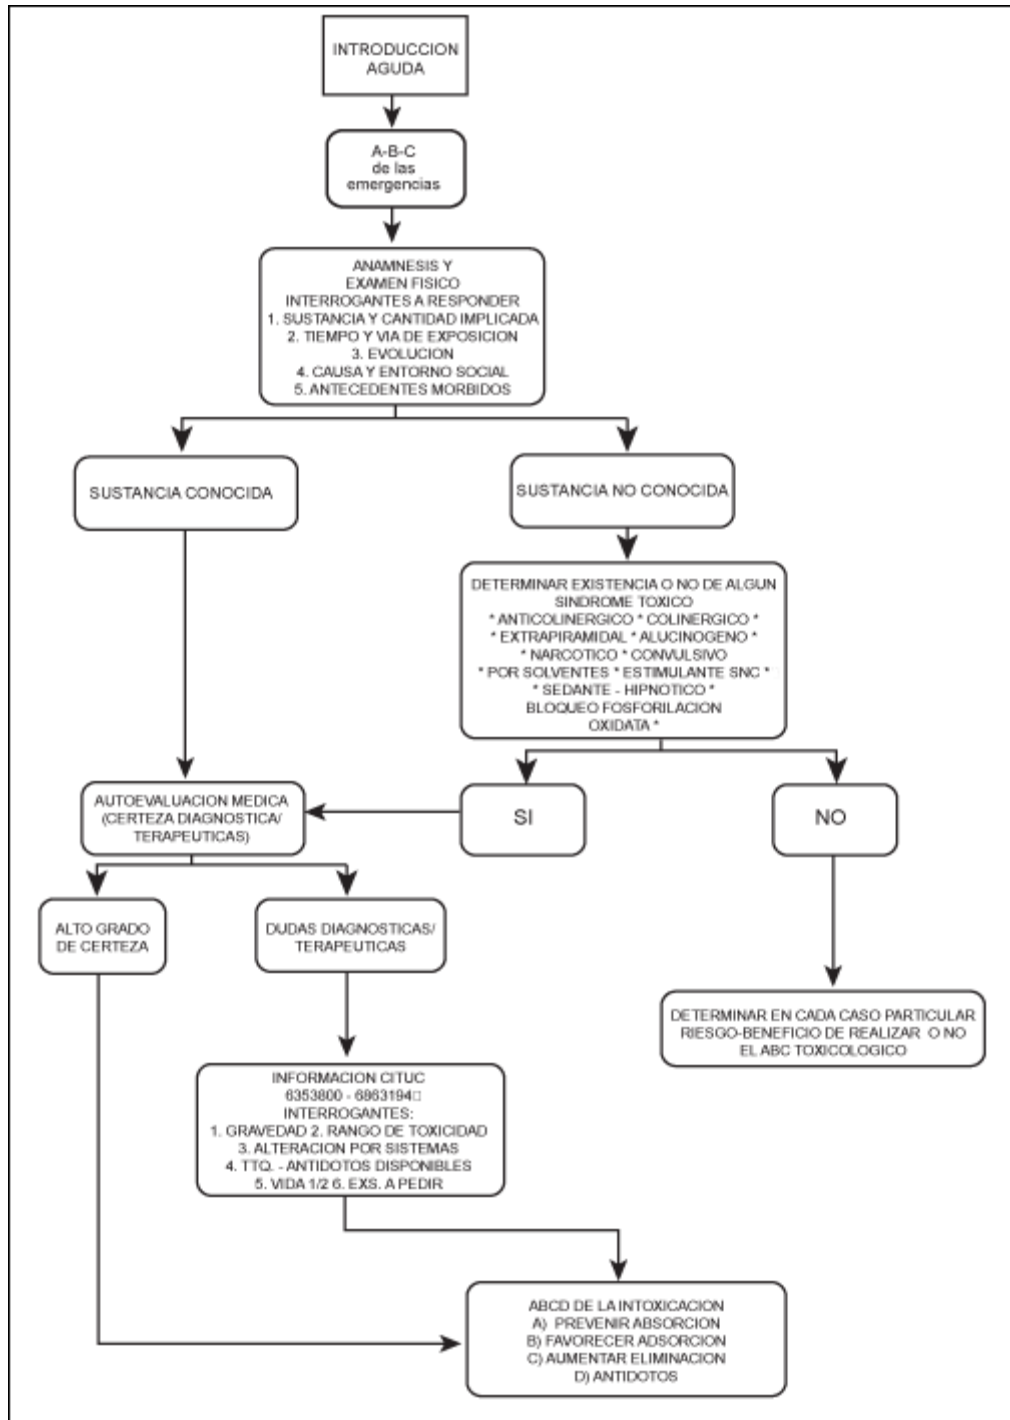 INTRODUCCION
AGUDA
A-B-C
de las
emergencias
ANAMNESIS Y
EXAMEN FISICO
INTERROGANTES A RESPONDER
1. SUSTANCIA Y CANTIDAD IMPLICADA
2. TIEMPO Y VIA DE EXPOSICION
3. EVOLUCION
4. CAUSA Y ENTORNO SOCIAL
5. ANTECEDENTES MORBIDOS
SUSTANCIA CONOCIDA
SUSTANCIA NO CONOCIDA
DETERMINAR EXISTENCIA O NO DE ALGUN
SINDROME TOXICO
* ANTICOLINERGICO * COLINERGICO *
* EXTRAPIRAMIDAL * ALUCINOGENO *
* NARCOTICO * CONVULSIVO
* POR SOLVENTES * ESTIMULANTE SNC *
* SEDANTE - HIPNOTICO *
BLOQUEO FOSFORILACION
OXIDATA *
AUTOEVALUACION MEDICA
(CERTEZA DIAGNOSTICA/
TERAPEUTICAS)
SI
NO
ALTO GRADO
DE CERTEZA
DUDAS DIAGNOSTICAS/
TERAPEUTICAS
DETERMINAR EN CADA CASO PARTICULAR
RIESGO-BENEFICIO DE REALIZAR O NO
EL ABC TOXICOLOGICO
INFORMACION CITUC
6353800 - 6863194
INTERROGANTES:
1. GRAVEDAD 2. RANGO DE TOXICIDAD
3. ALTERACION POR SISTEMAS
4. TTQ. - ANTIDOTOS DISPONIBLES
5. VIDA 1/2 6. EXS. A PEDIR
ABCD DE LA INTOXICACION
A) PREVENIR ABSORCION
B) FAVORECER ADSORCION
C) AUMENTAR ELIMINACION
D) ANTIDOTOS